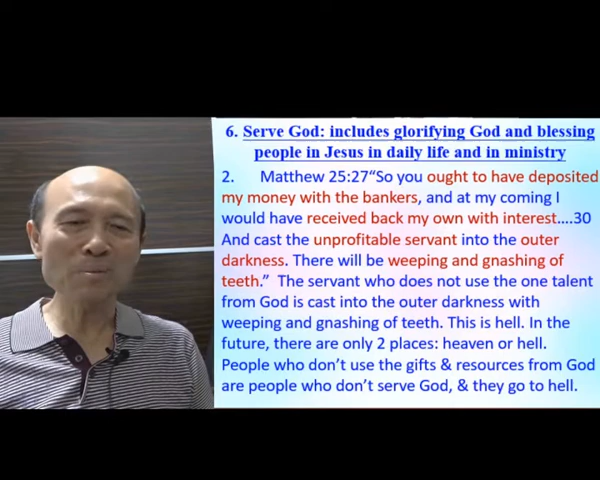 6. Serve God: includes glorifying God and blessing
people in Jesus in daily life and in ministry
2. Matthew 25:27“So you ought to have deposited
my money with the bankers, and at my coming I
would have received back my own with interest....30
And cast the unprofitable servant into the outer
darkness. There will be weeping and gnashing of
teeth.” The servant who does not use the one talent
from God is cast into the outer darkness with
weeping and gnashing of teeth. This is hell. In the
future, there are only 2 places: heaven or hell.
People who don’t use the gifts & resources from God
are people who don’t serve God, & they go to hell.